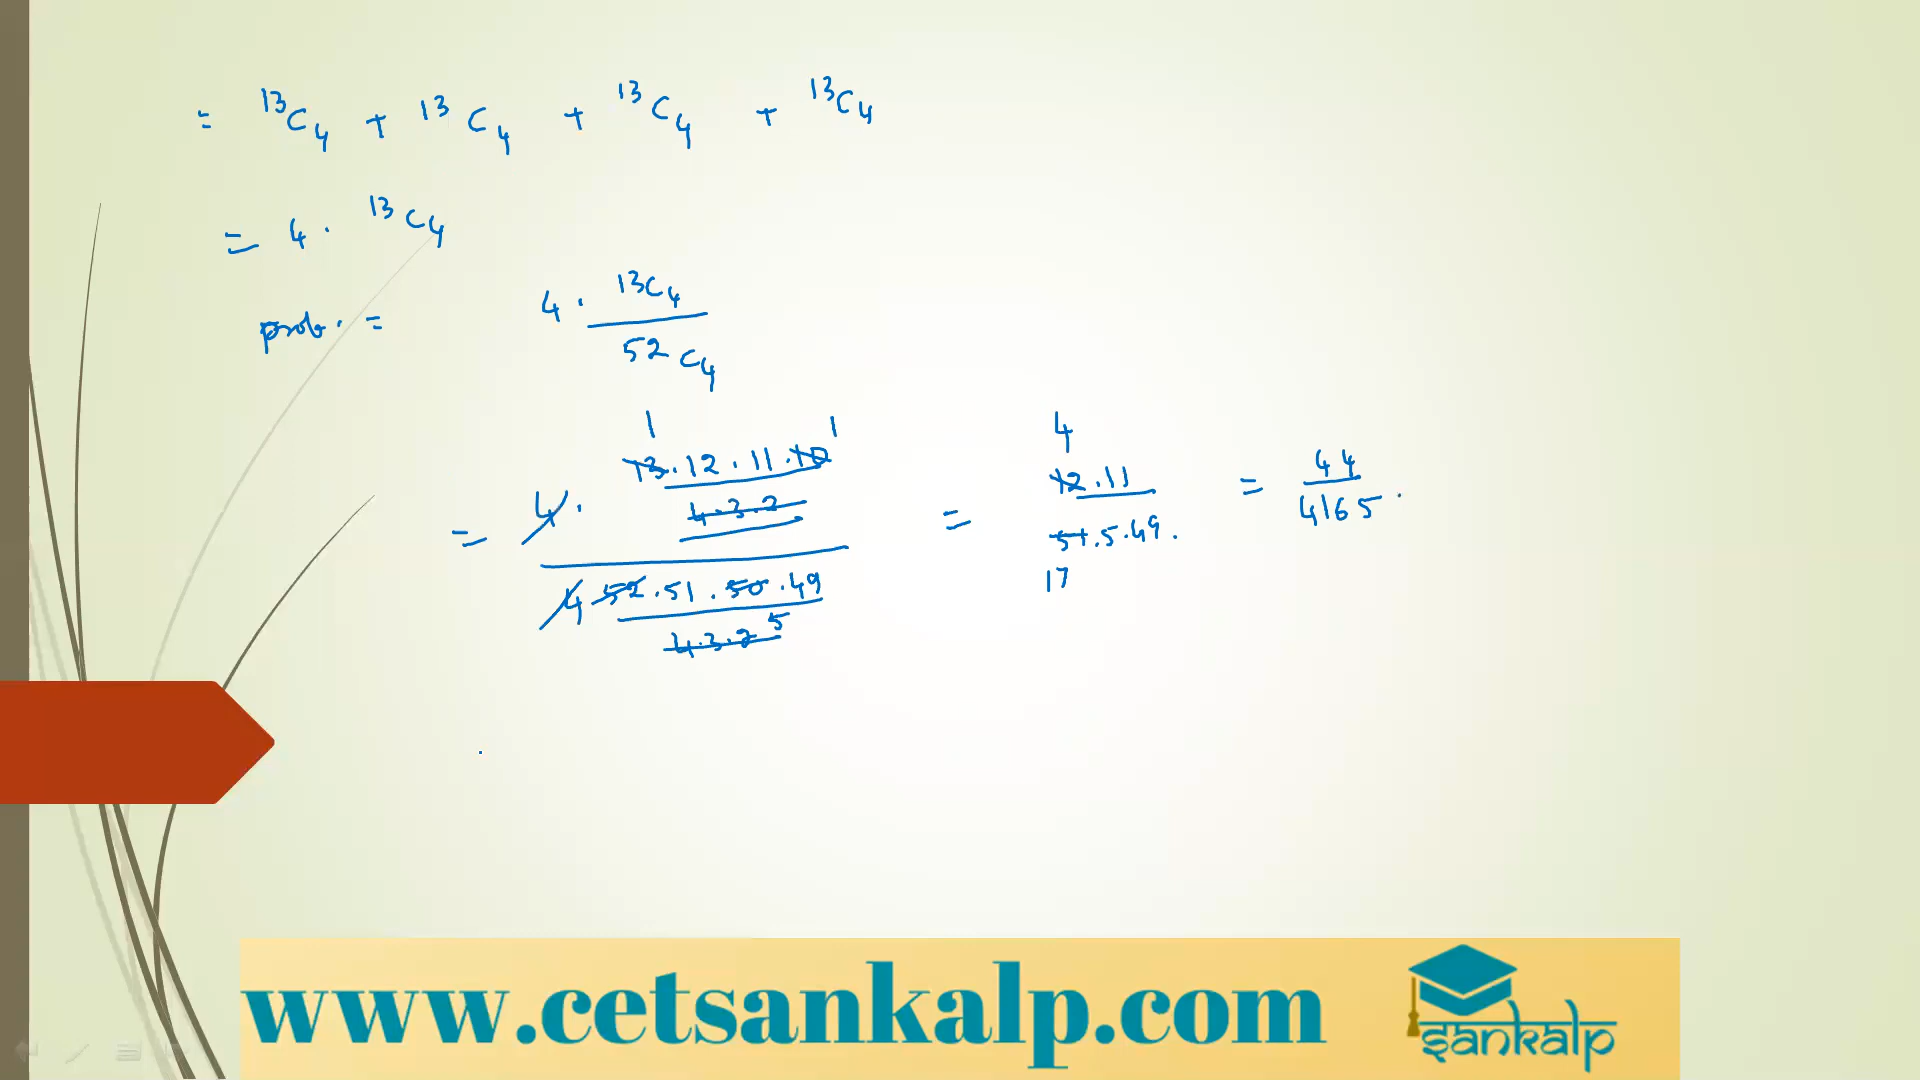 = ¹³C₄ + ¹³C₄ + ¹³C₄ + ¹³C₄
= 4 · ¹³C₄
prob. = 4 · ¹³C₄ / ⁵²C₄
1 1
= 4 · 13.12.11.10 / 4.3.2 / 4 52.51.50.49 / 4.3.2 5 = 4 12.11 / 51.5.49. 17 = 44 / 4165.
www.cetsankalp.com
sankalp